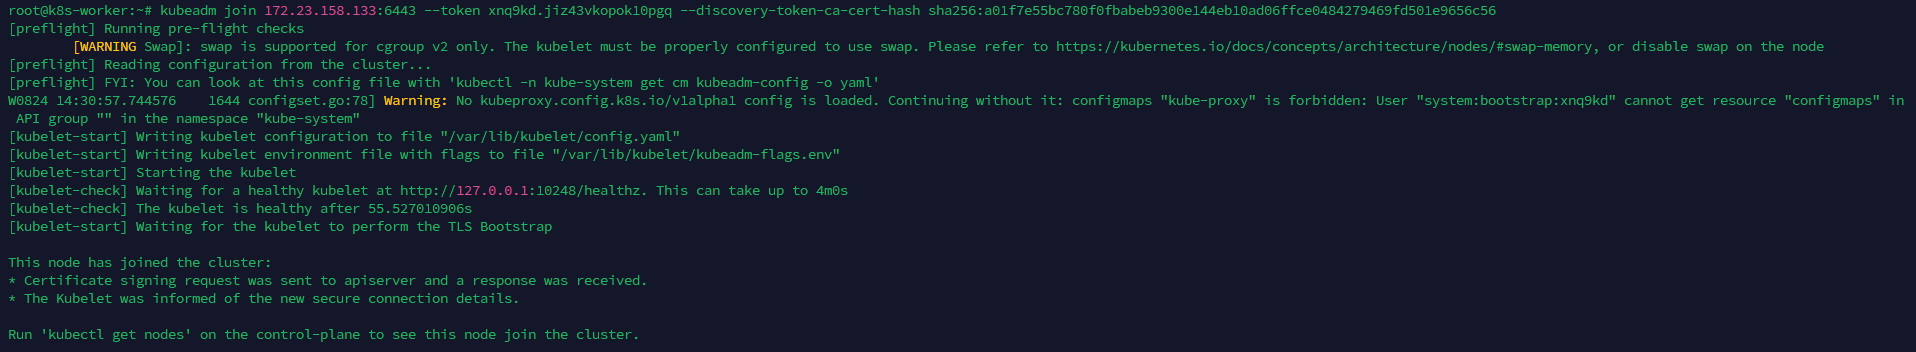 root@k8s-worker:~# kubeadm join 172.23.158.133:6443 --token xnq9kd.jiz43vkopok10pgq --discovery-token-ca-cert-hash sha256:a01f7e55bc780f0fbabeb9300e144eb10ad06ffce0484279469fd501e9656c56
[preflight] Running pre-flight checks
[WARNING Swap]: swap is supported for cgroup v2 only. The kubelet must be properly configured to use swap. Please refer to https://kubernetes.io/docs/concepts/architecture/nodes/#swap-memory, or disable swap on the node
[preflight] Reading configuration from the cluster...
[preflight] FYI: You can look at this config file with 'kubectl -n kube-system get cm kubeadm-config -o yaml'
W0824 14:30:57.744576    1644 configset.go:78] Warning: No kubeproxy.config.k8s.io/v1alpha1 config is loaded. Continuing without it: configmaps "kube-proxy" is forbidden: User "system:bootstrap:xnq9kd" cannot get resource "configmaps" in
API group "" in the namespace "kube-system"
[kubelet-start] Writing kubelet configuration to file "/var/lib/kubelet/config.yaml"
[kubelet-start] Writing kubelet environment file with flags to file "/var/lib/kubelet/kubeadm-flags.env"
[kubelet-start] Starting the kubelet
[kubelet-check] Waiting for a healthy kubelet at http://127.0.0.1:10248/healthz. This can take up to 4m0s
[kubelet-check] The kubelet is healthy after 55.527010906s
[kubelet-start] Waiting for the kubelet to perform the TLS Bootstrap

This node has joined the cluster:
* Certificate signing request was sent to apiserver and a response was received.
* The Kubelet was informed of the new secure connection details.

Run 'kubectl get nodes' on the control-plane to see this node join the cluster.